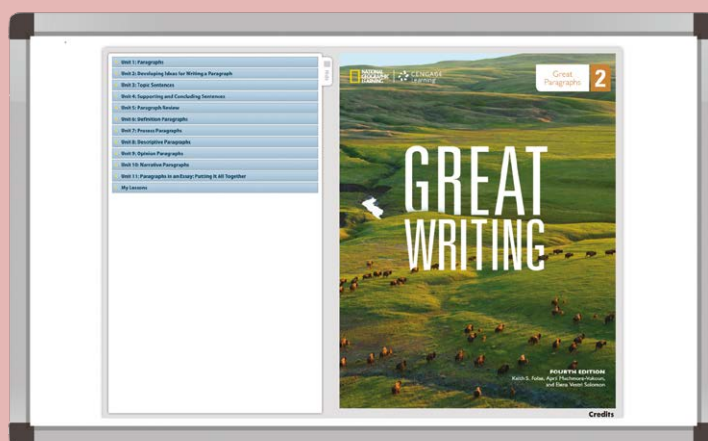 Unit 1: Paragraphs
Unit 2: Developing Ideas for Writing a Paragraph
Unit 3: Topic Sentences
Unit 4: Supporting and Concluding Sentences
Unit 5: Paragraph Review
Unit 6: Definition Paragraphs
Unit 7: Process Paragraphs
Unit 8: Descriptive Paragraphs
Unit 9: Opinion Paragraphs
Unit 10: Narrative Paragraphs
Unit 11: Paragraphs in an Essay: Putting It All Together
My Lessons
NATIONAL
GEOGRAPHIC
LEARNING
CENGAGE
Learning
Great
Paragraphs
2
GREAT
WRITING
FOURTH EDITION
Keith S. Folse, April Muchmore-Vokoun,
and Elena Vestri Solomon
Credits